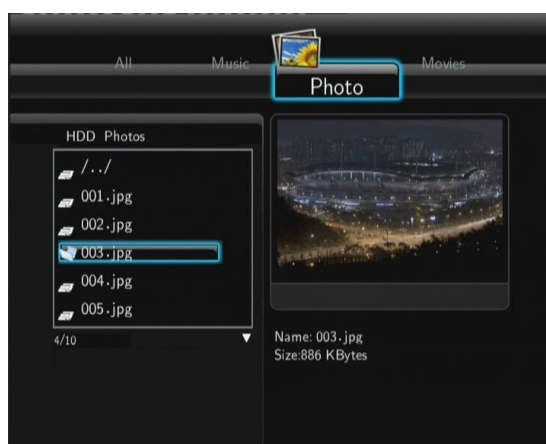 All Music Photo Movies
HDD Photos
/../
001.jpg
002.jpg
003.jpg
004.jpg
005.jpg
4/10
Name: 003.jpg
Size:886 KBytes